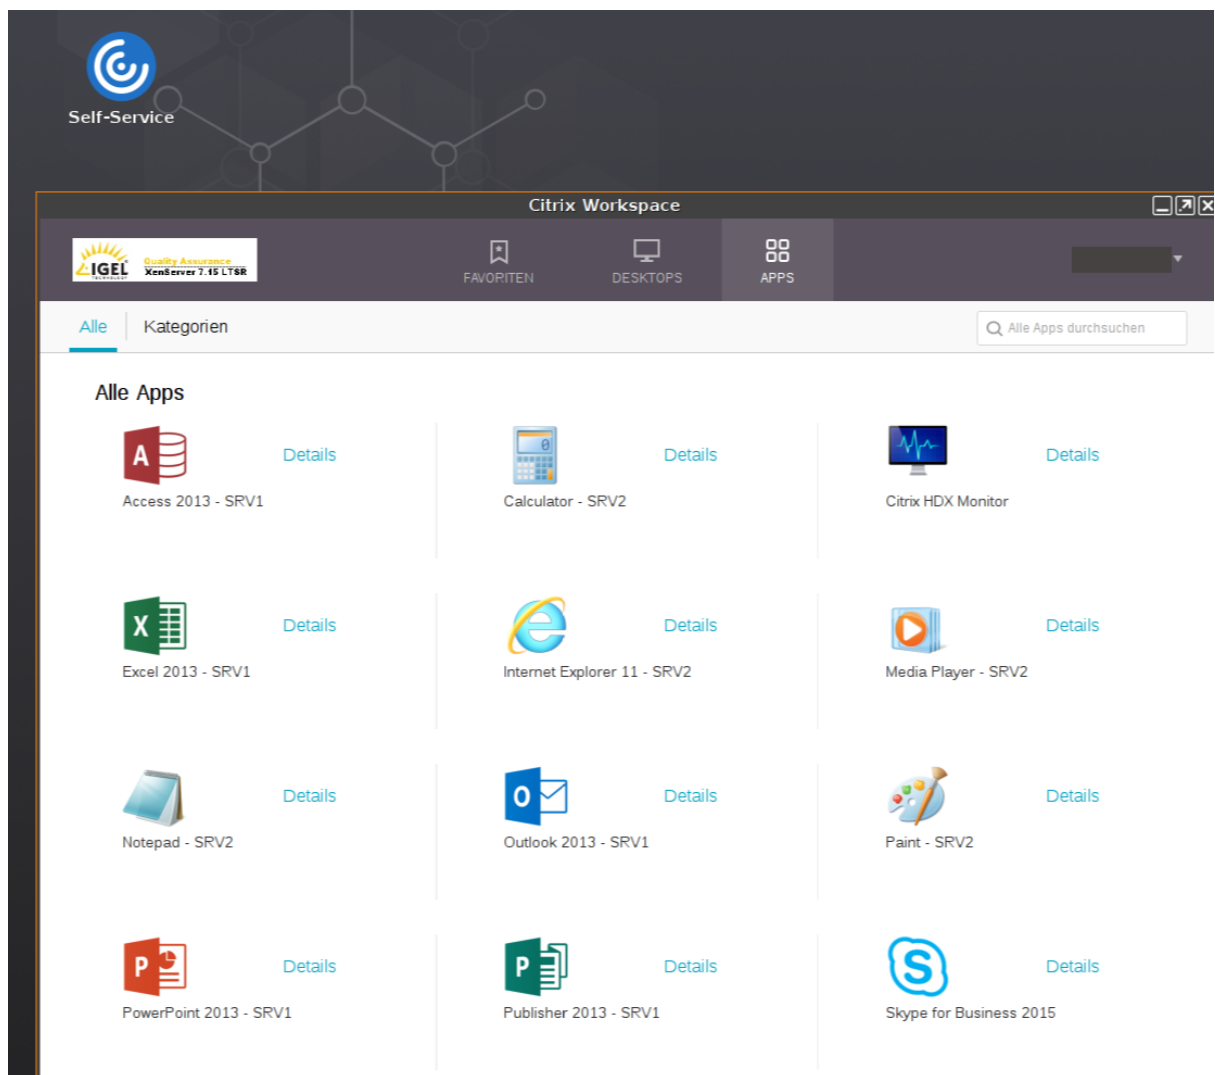 Self-Service
Citrix Workspace
IGEL
TECHNOLOGY
Quality Assurance
XenServer 7.15 LTSR
FAVORITEN
DESKTOPS
APPS
Alle
Kategorien
Alle Apps durchsuchen
Alle Apps
A
Details
0
Details
Details
Access 2013 - SRV1
Calculator - SRV2
Citrix HDX Monitor
X
Details
Details
Details
Excel 2013 - SRV1
Internet Explorer 11 - SRV2
Media Player - SRV2
Details
O
Details
Details
Notepad - SRV2
Outlook 2013 - SRV1
Paint - SRV2
P
Details
P
Details
S
Details
PowerPoint 2013 - SRV1
Publisher 2013 - SRV1
Skype for Business 2015